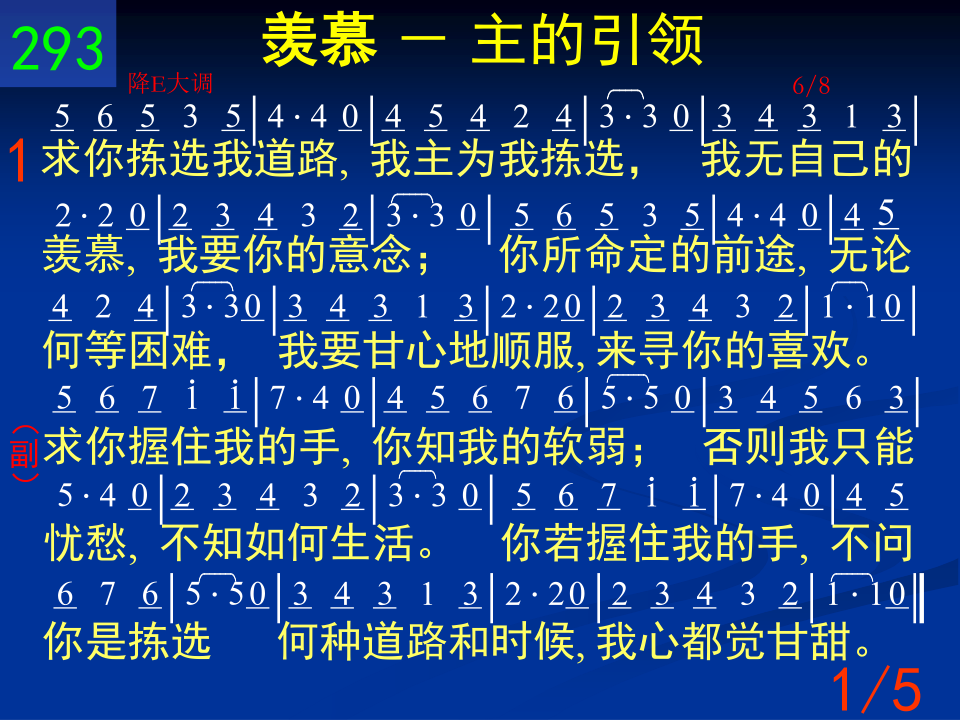 293
羡慕 － 主的引领
降E大调 6/8
5 6 5 3 5|4·4 0|4 5 4 2 4|3·3 0|3 4 3 1 3|
1 求你拣选我道路, 我主为我拣选， 我无自己的
2·2 0|2 3 4 3 2|3·3 0| 5 6 5 3 5|4·4 0|4 5
羡慕, 我要你的意念； 你所命定的前途, 无论
4 2 4|3·3 0|3 4 3 1 3|2·2 0|2 3 4 3 2|1·1 0|
何等困难， 我要甘心地顺服, 来寻你的喜欢。
5 6 7 i i|7·4 0|4 5 6 7 6|5·5 0|3 4 5 6 3|
（副） 求你握住我的手, 你知我的软弱； 否则我只能
5·4 0|2 3 4 3 2|3·3 0| 5 6 7 i i|7·4 0|4 5
忧愁, 不知如何生活。 你若握住我的手, 不问
6 7 6|5·5 0|3 4 3 1 3|2·2 0|2 3 4 3 2|1·1 0‖
你是拣选 何种道路和时候, 我心都觉甘甜。
1/5